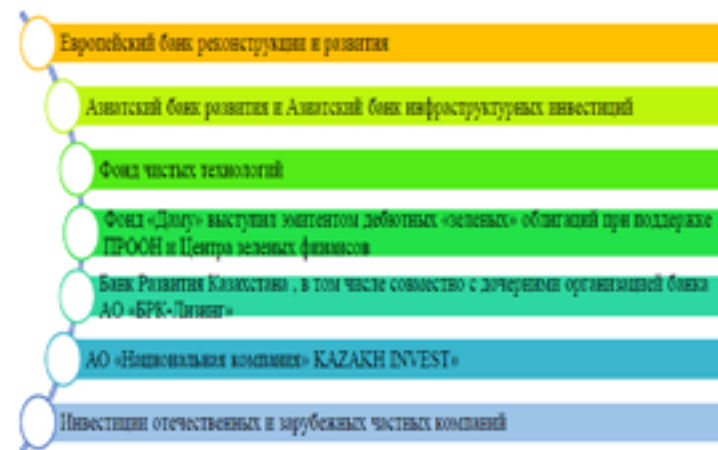 Европейский банк реконструкции и развития
Азиатский банк развития и Азиатский банк инфраструктурных инвестиций
Фонд чистых технологий
Фонд «Даму» выступил эмитентом дебютных «зеленых» облигаций при поддержке
ПРООН и Центра зеленых финансов
Банк Развития Казахстана , в том числе совместно с дочерними организацией банка
АО «БРК-Лизинг»
АО «Национальная компания» KAZAKH INVEST»
Инвестиции отечественных и зарубежных частных компаний